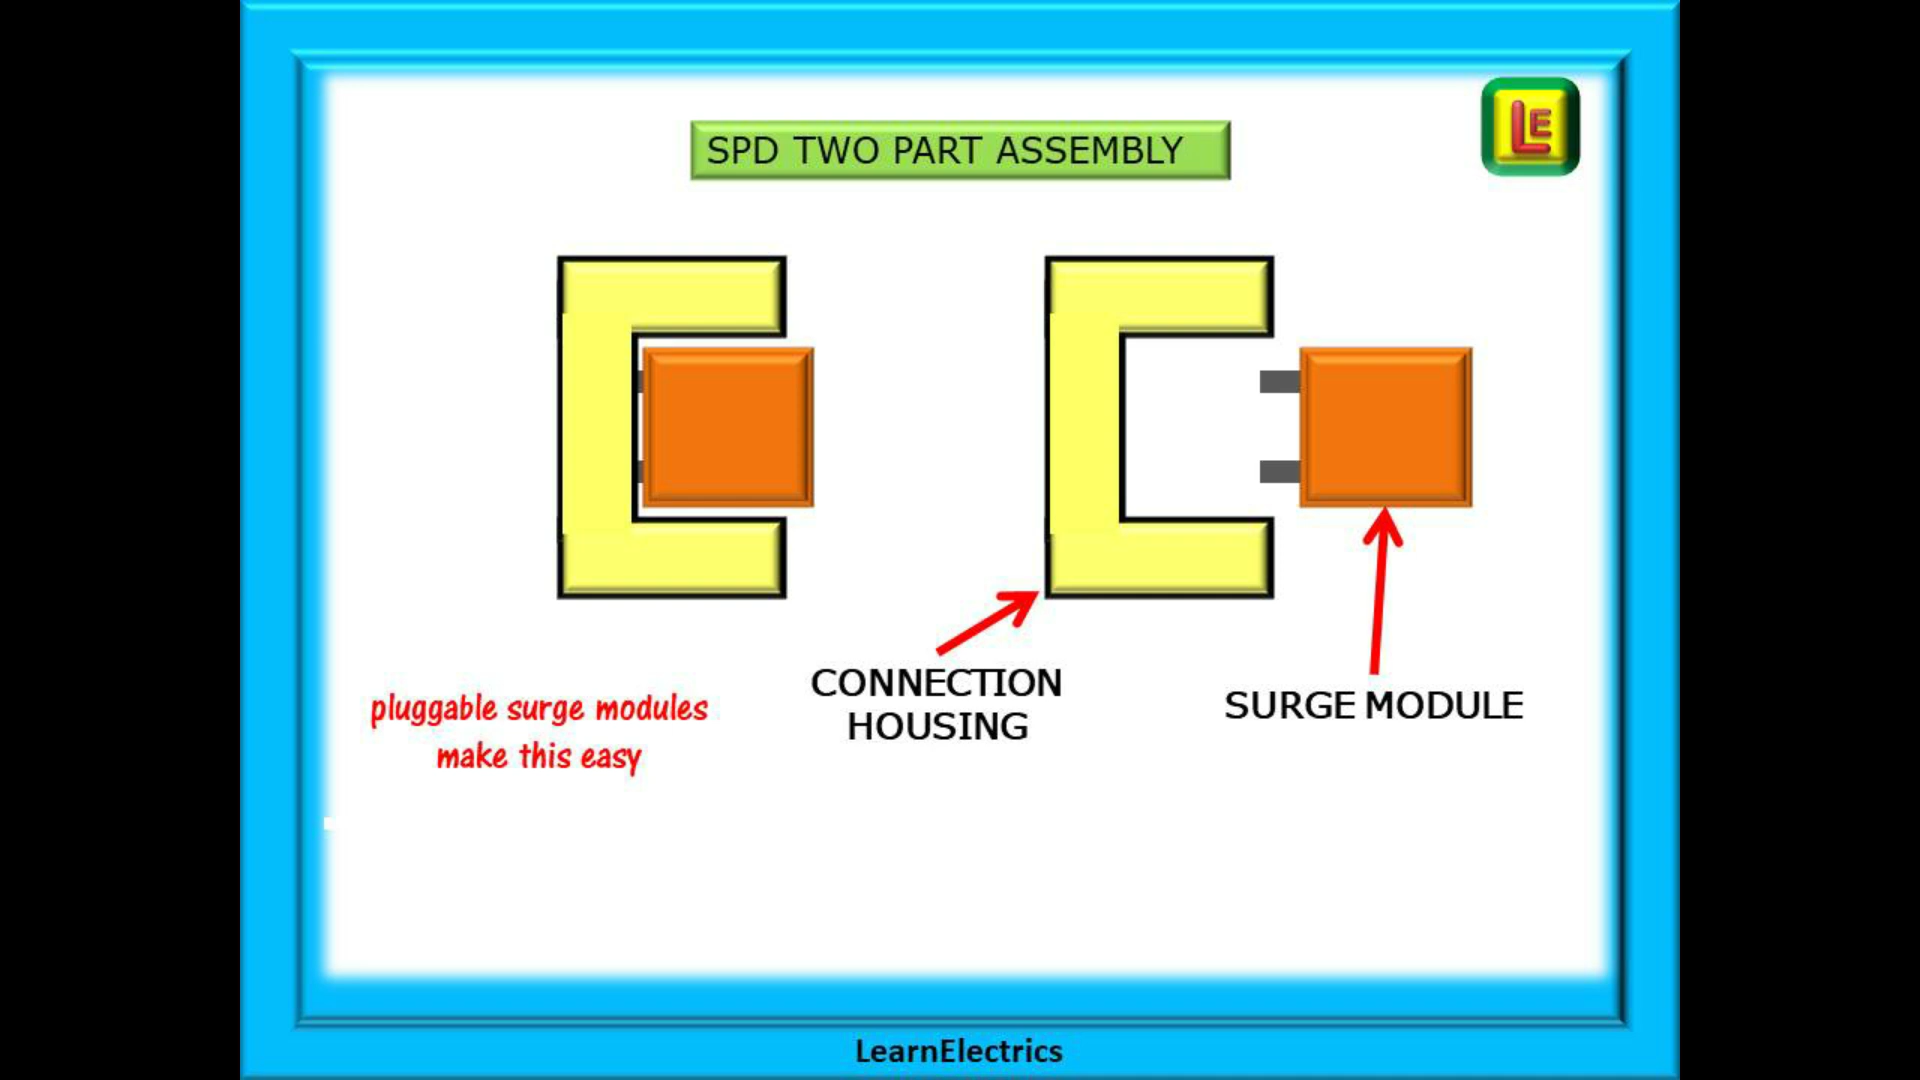 SPD TWO PART ASSEMBLY
LE
CONNECTION
HOUSING
SURGE MODULE
pluggable surge modules
make this easy
LearnElectrics